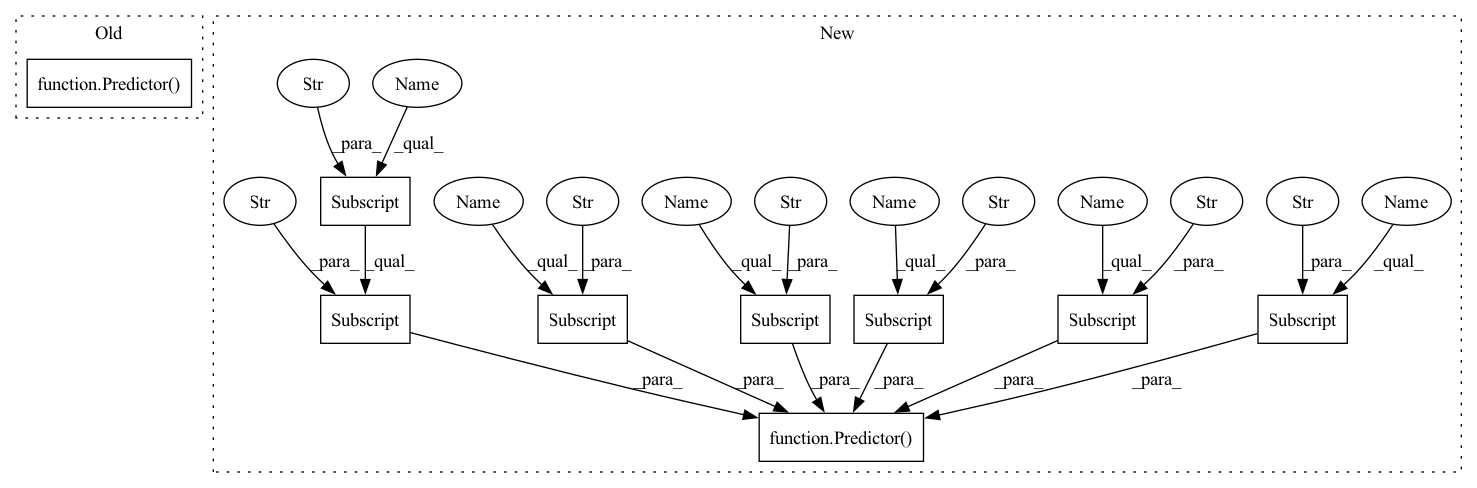 Old
New
function.Predictor()
Str
Name
_para_
_qual_
Str
Subscript
Name
Str
Name
Str
Name
Str
Name
Str
Str
Name
_para_
_qual_
_qual_
_para_
_qual_
_para_
_qual_
_para_
_qual_
_para_
_para_
_qual_
Subscript
Subscript
Subscript
Subscript
Subscript
Subscript
_para_
_para_
_para_
_para_
_para_
_para_
function.Predictor()